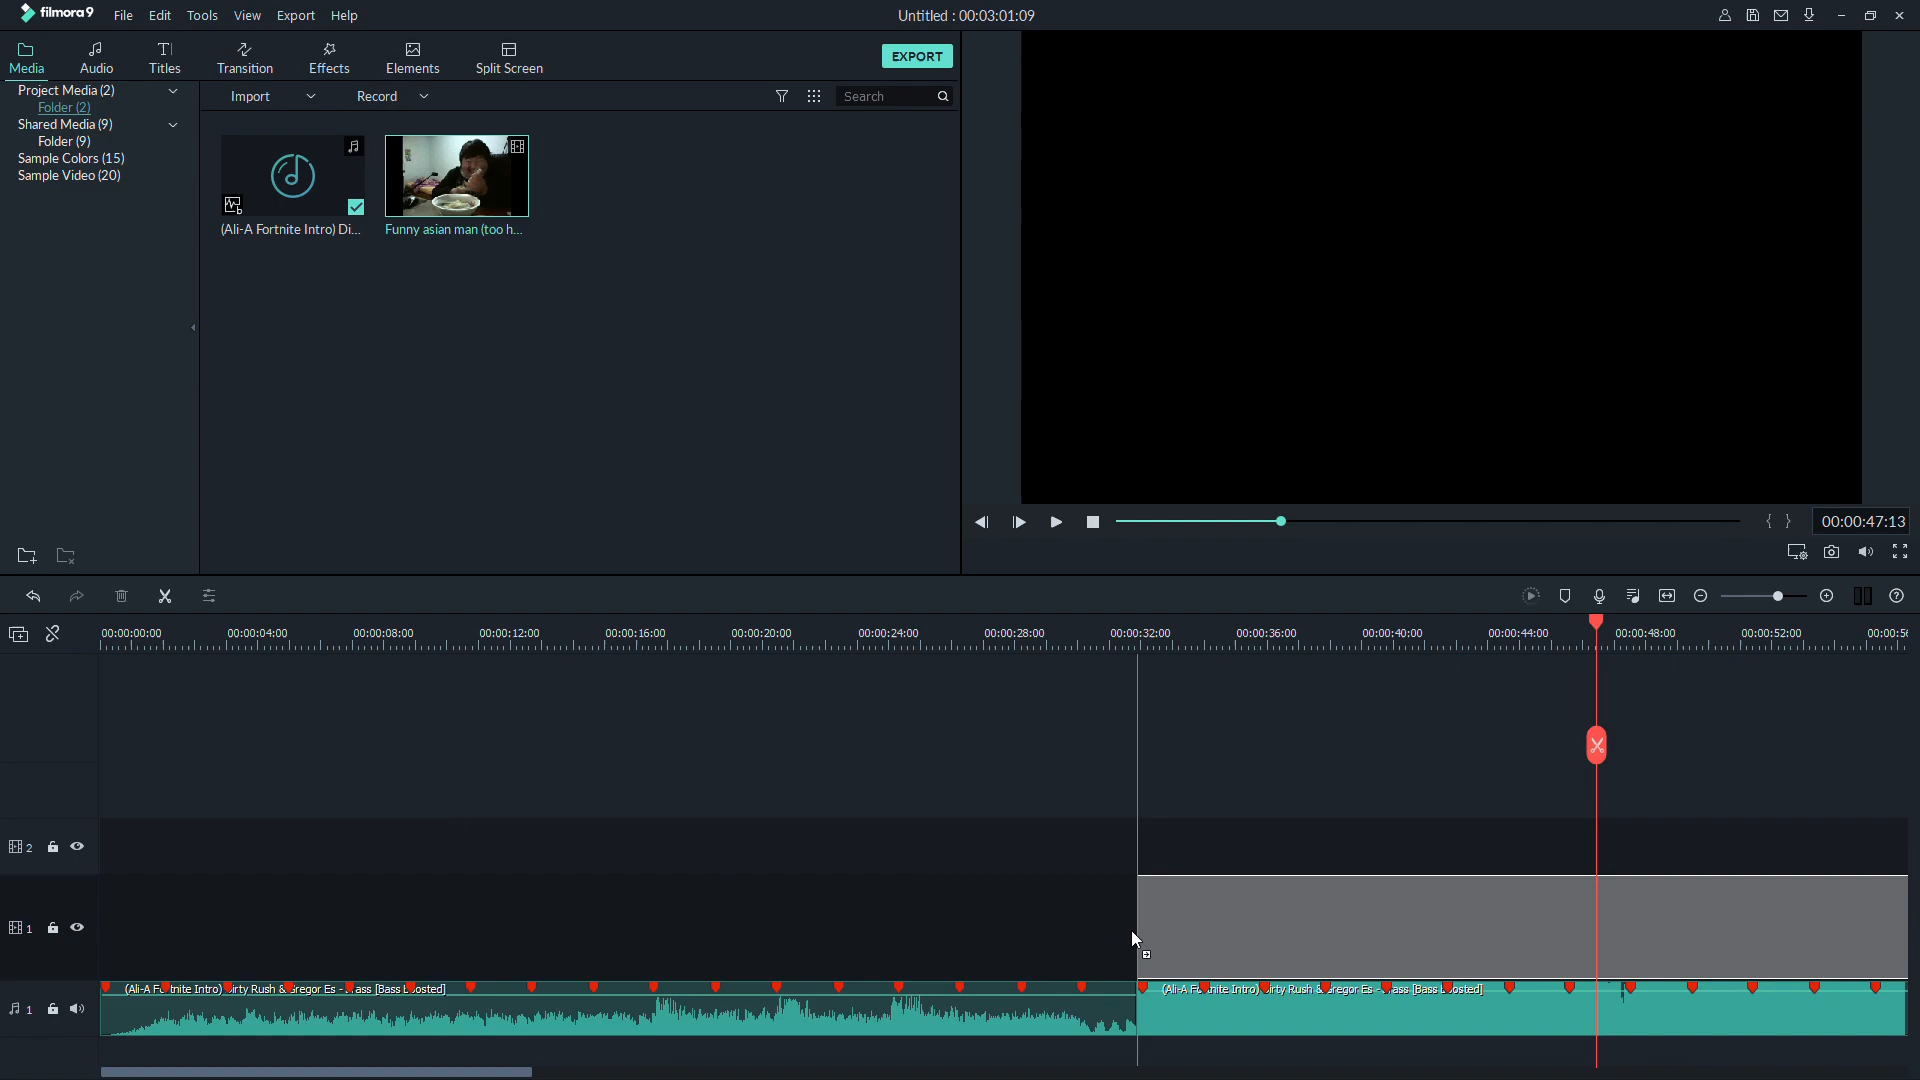 filmora9 File Edit Tools View Export Help Untitled : 00:03:01:09
Media Audio Titles Transition Effects Elements Split Screen EXPORT
Project Media (2)
Folder (2)
Shared Media (9)
Folder (9)
Sample Colors (15)
Sample Video (20)
Import Record Search
(Ali-A Fortnite Intro) Di... Funny asian man (too h...
00:00:47:13
00:00:00:00 00:00:04:00 00:00:08:00 00:00:12:00 00:00:16:00 00:00:20:00 00:00:24:00 00:00:28:00 00:00:32:00 00:00:36:00 00:00:40:00 00:00:44:00 00:00:48:00 00:00:52:00 00:00:56
2
1
(Ali-A Fortnite Intro) Dirty Rush & Gregor Es - Brass [Bass Boosted] (Ali-A Fortnite Intro) Dirty Rush & Gregor Es - Brass [Bass Boosted]
1